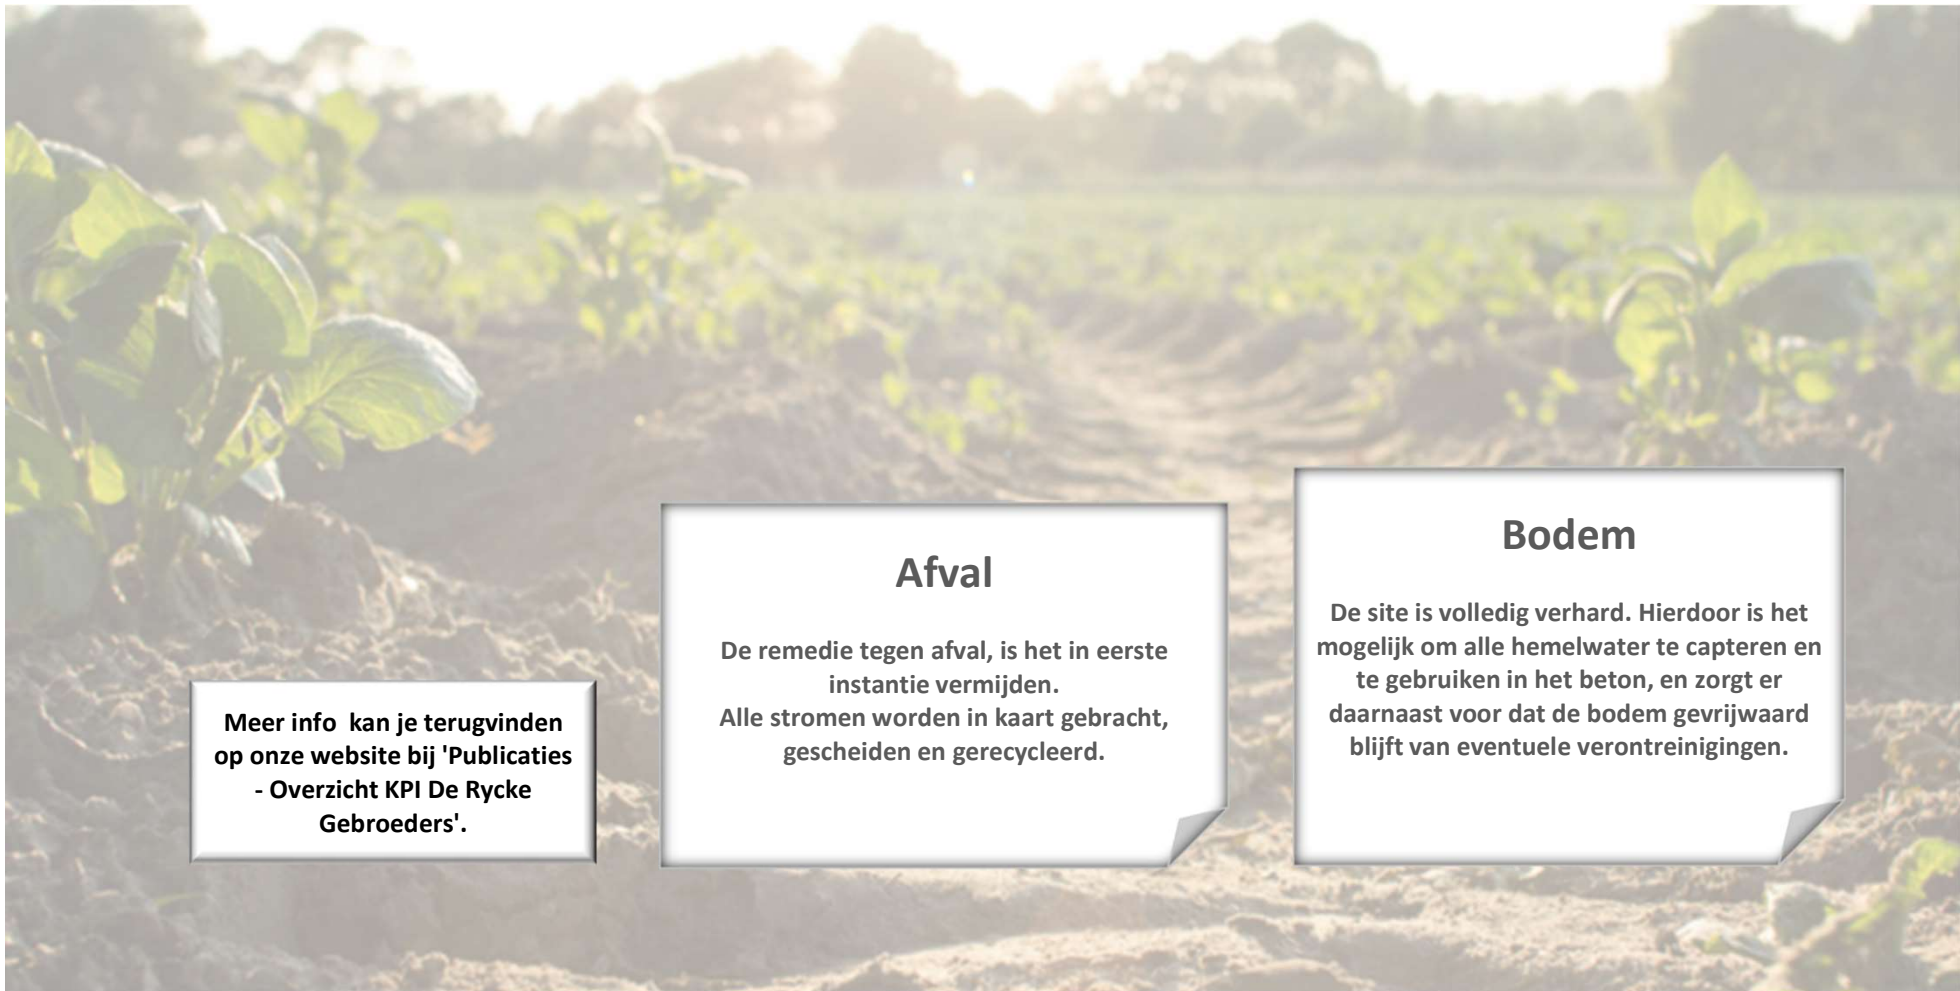 Afval
De remedie tegen afval, is het in eerste
instantie vermijden.
Alle stromen worden in kaart gebracht,
gescheiden en gerecycleerd.
Bodem
De site is volledig verhard. Hierdoor is het
mogelijk om alle hemelwater te capteren en
te gebruiken in het beton, en zorgt er
daarnaast voor dat de bodem gevrijwaard
blijft van eventuele verontreinigingen.
Meer info  kan je terugvinden
op onze website bij 'Publicaties
- Overzicht KPI De Rycke
Gebroeders'.